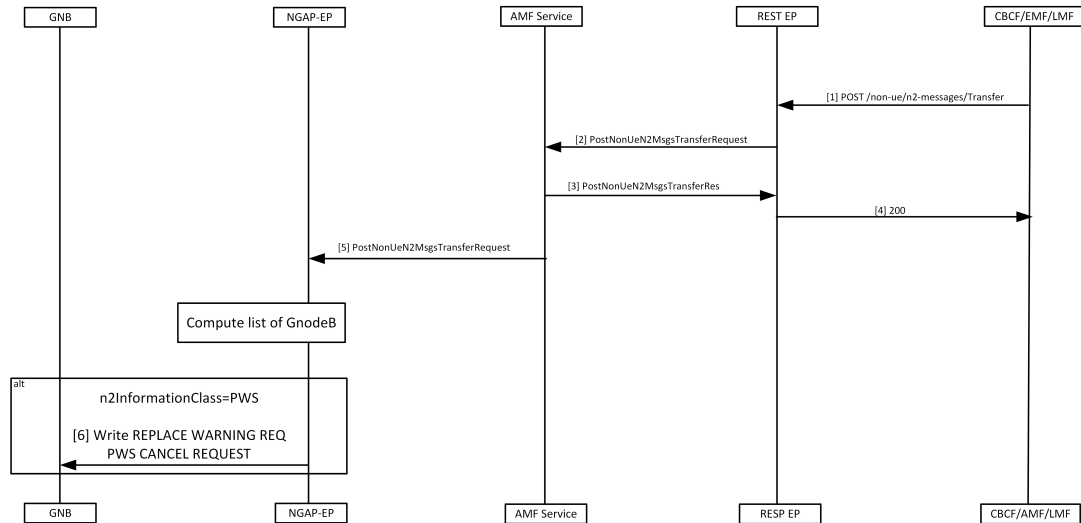 GNB
NGAP-EP
AMF Service
REST EP
CBCF/EMF/LMF
[1] POST /non-ue/n2-messages/Transfer
[2] PostNonUeN2MsgsTransferRequest
[3] PostNonUeN2MsgsTransferRes
[4] 200
[5] PostNonUeN2MsgsTransferRequest
Compute list of GnodeB
alt
n2InformationClass=PWS
[6] Write REPLACE WARNING REQ
PWS CANCEL REQUEST
GNB
NGAP-EP
AMF Service
RESP EP
CBCF/AMF/LMF